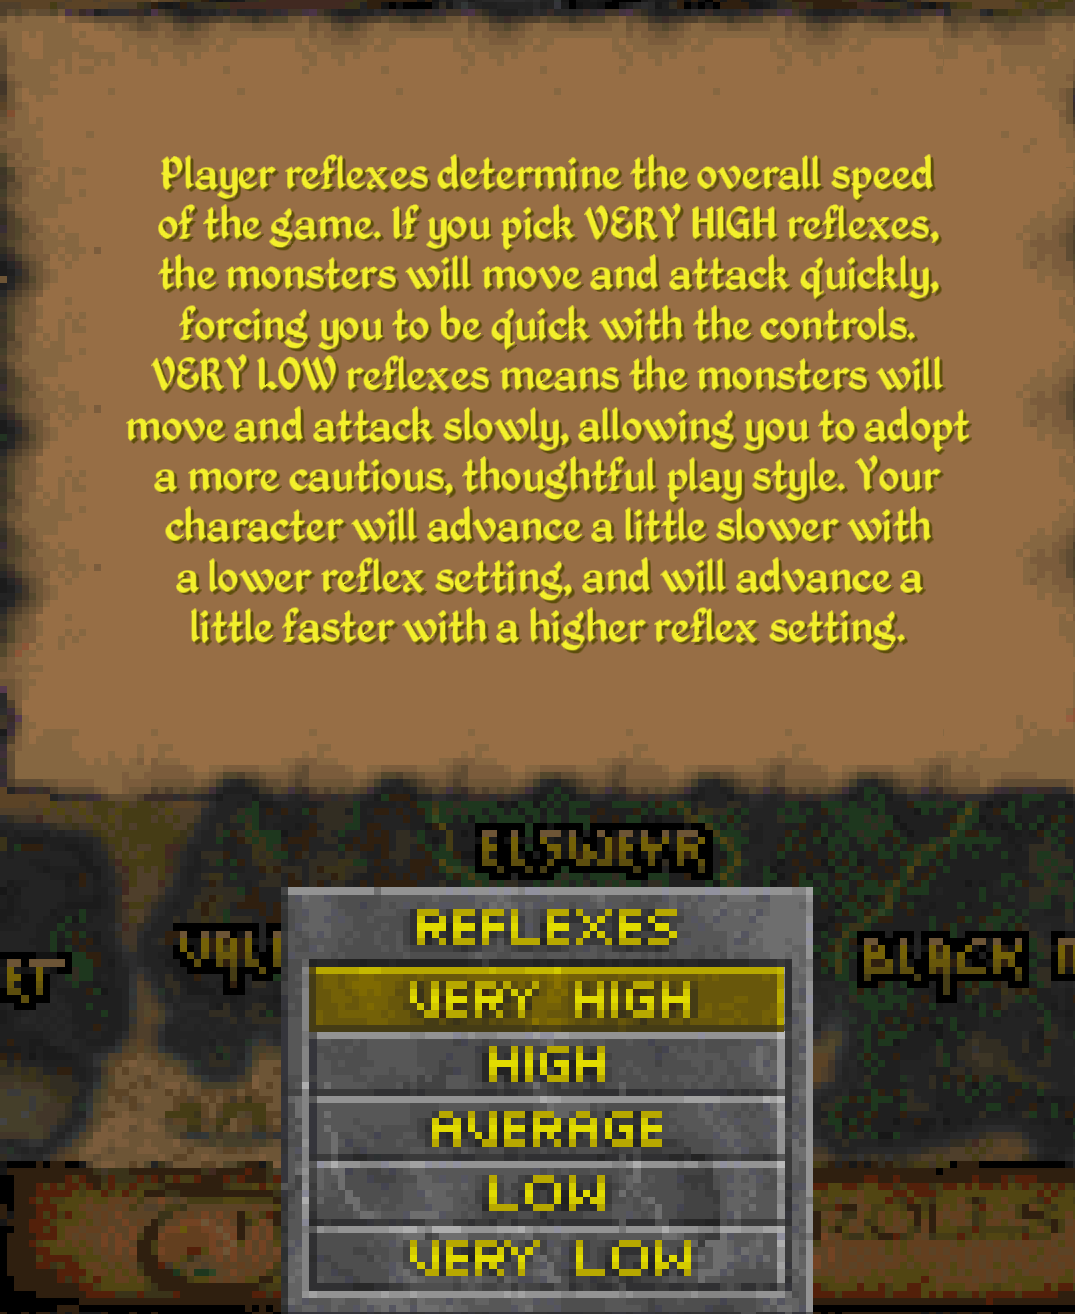 Player reflexes determine the overall speed
of the game. If you pick VERY HIGH reflexes,
the monsters will move and attack quickly,
forcing you to be quick with the controls.
VERY LOW reflexes means the monsters will
move and attack slowly, allowing you to adopt
a more cautious, thoughtful play style. Your
character will advance a little slower with
a lower reflex setting, and will advance a
little faster with a higher reflex setting.
ELSWEYR
BLACK
REFLEXES
VERY HIGH
HIGH
AVERAGE
LOW
VERY LOW